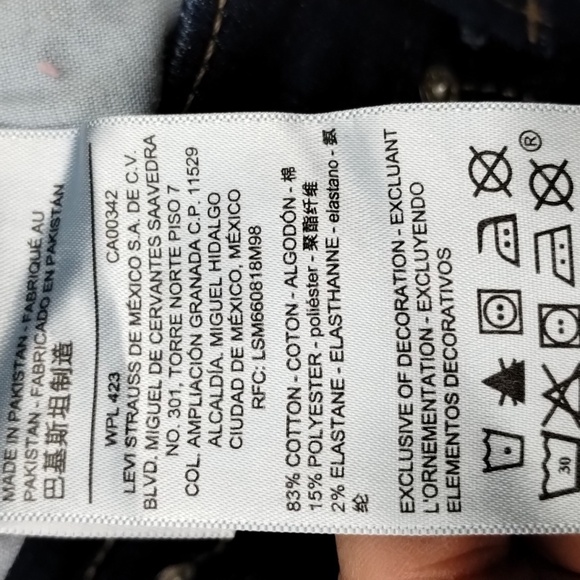 MADE IN PAKISTAN - FABRIQUÉ AU
PAKISTAN - FABRICADO EN PAKISTÁN
巴基斯坦制造
WPL 423 CA00342
LEVI STRAUSS DE MÉXICO S.A. DE C.V.
BLVD. MIGUEL DE CERVANTES SAAVEDRA
NO. 301, TORRE NORTE PISO 7
COL. AMPLIACIÓN GRANADA C.P. 11529
ALCALDÍA. MIGUEL HIDALGO
CIUDAD DE MÉXICO, MÉXICO
RFC: LSM660818M98
83% COTTON - COTON - ALGODÓN - 棉
15% POLYESTER - poliéster - 聚酯纤维
2% ELASTANE - ELASTHANNE - elastano - 氨
纶
EXCLUSIVE OF DECORATION - EXCLUANT
L'ORNEMENTATION - EXCLUYENDO
ELEMENTOS DECORATIVOS
®
30